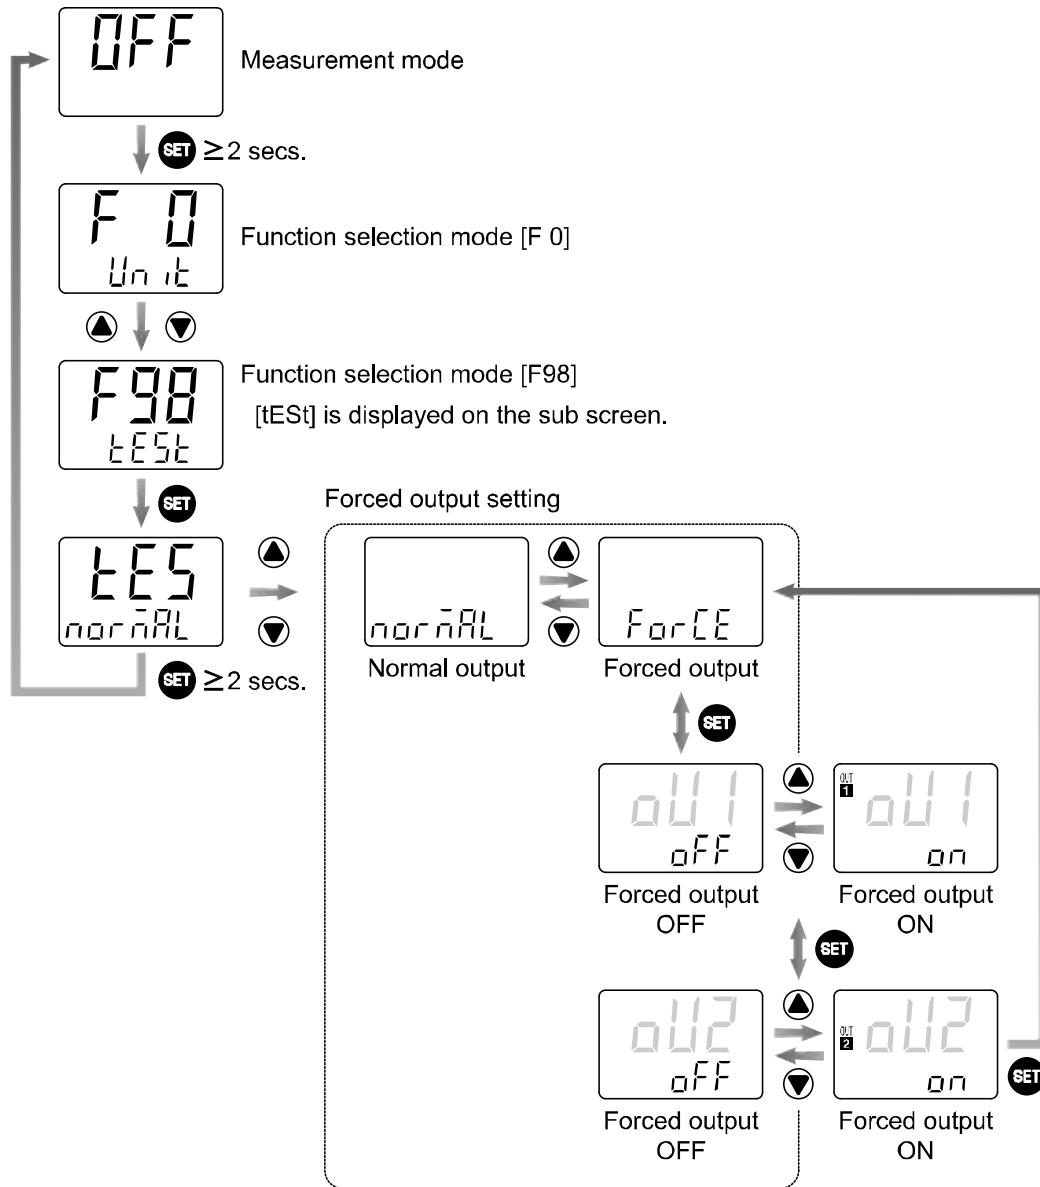 OFF
Measurement mode
SET ≥2 secs.
F 0
Unit
Function selection mode [F 0]
F98
tESt
Function selection mode [F98]
[tESt] is displayed on the sub screen.
SET
Forced output setting
tES
normAL
SET ≥2 secs.
normAL
Normal output
ForCE
Forced output
SET
oU1
oFF
Forced output
OFF
OUT
1
oU1
on
Forced output
ON
SET
oU2
oFF
Forced output
OFF
OUT
2
oU2
on
Forced output
ON
SET